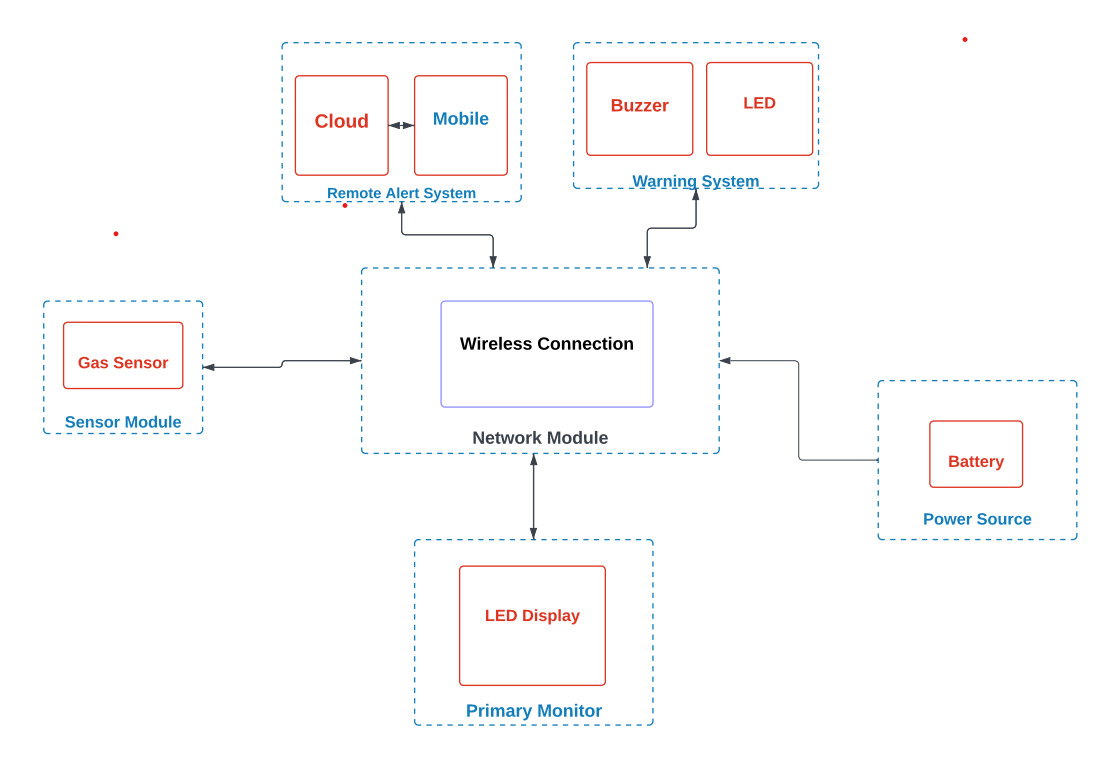 Cloud
Mobile
Remote Alert System
Buzzer
LED
Warning System
Gas Sensor
Sensor Module
Wireless Connection
Network Module
Battery
Power Source
LED Display
Primary Monitor